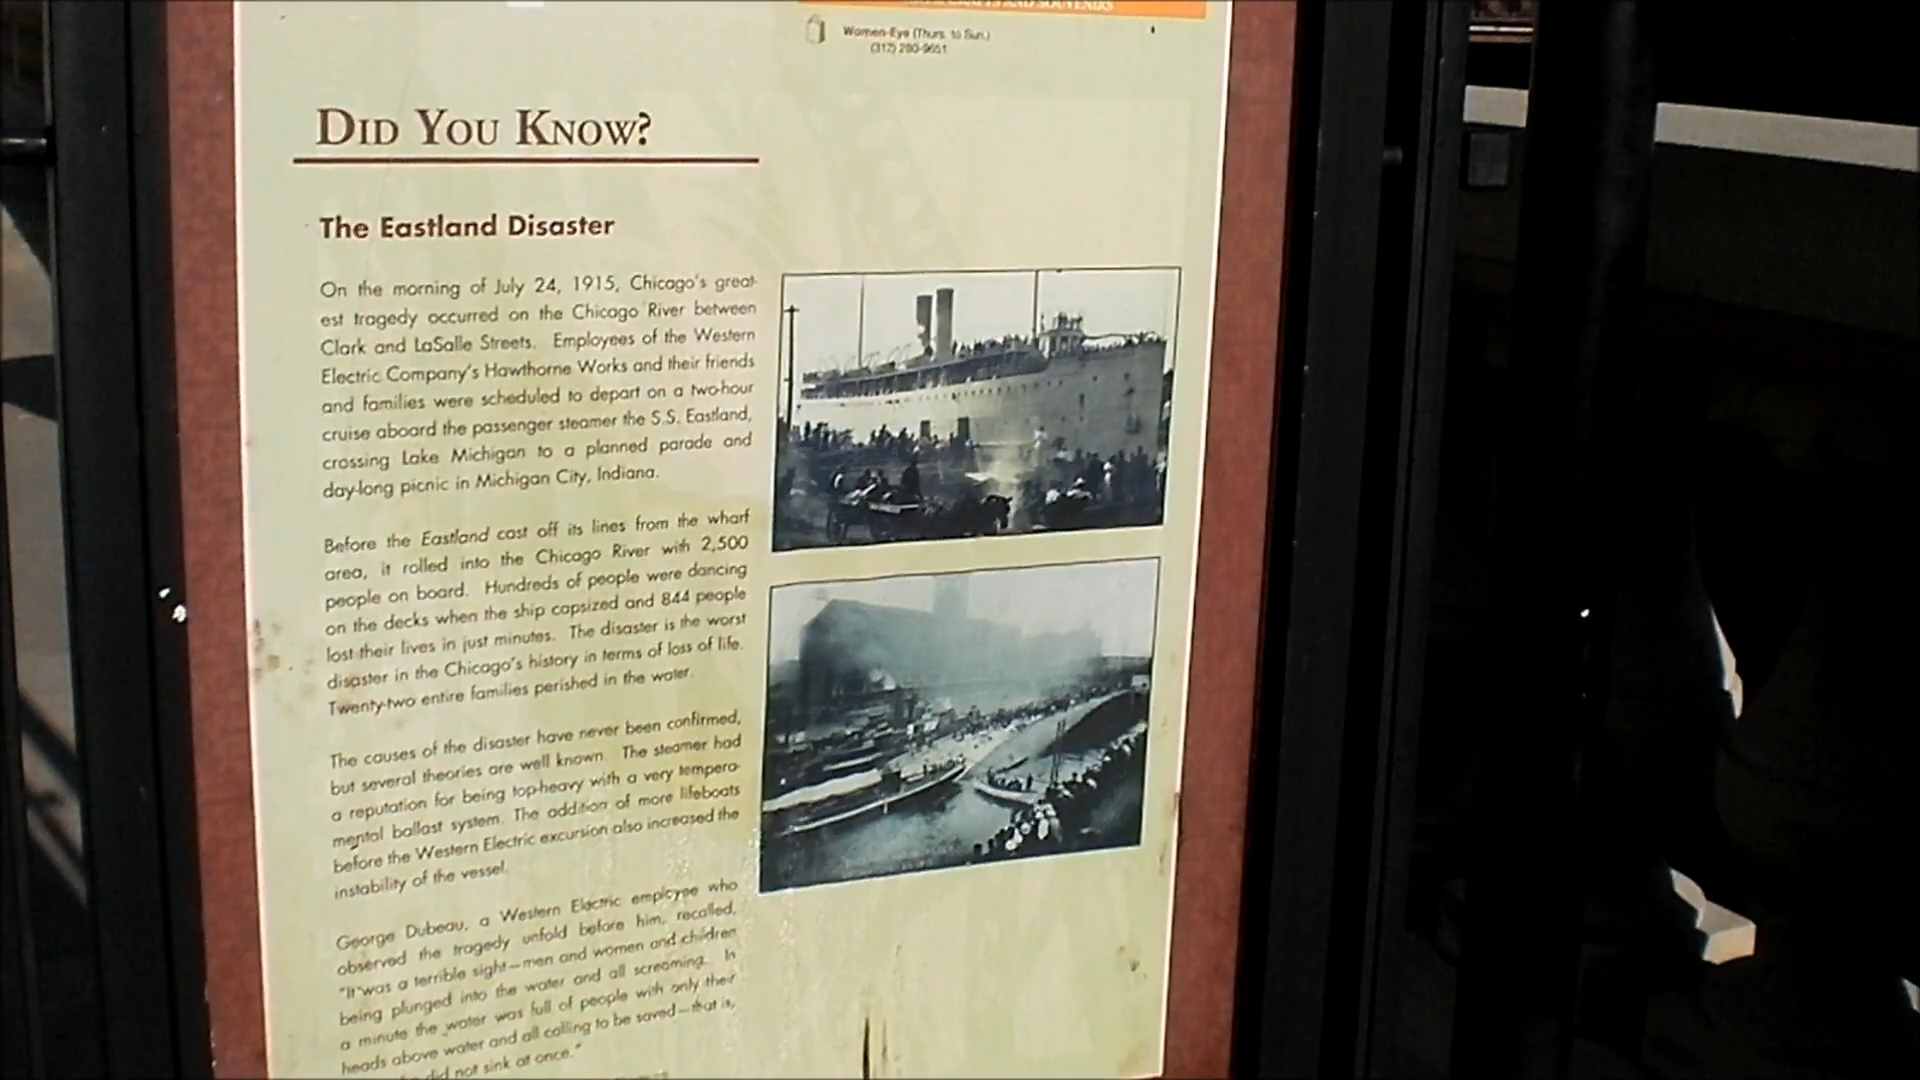 CRAFTS AND SOUVENIRS
Women-Eye (Thurs. to Sun.)
(312) 280-9651
DID YOU KNOW?
The Eastland Disaster
On the morning of July 24, 1915, Chicago's great-
est tragedy occurred on the Chicago River between
Clark and LaSalle Streets. Employees of the Western
Electric Company's Hawthorne Works and their friends
and families were scheduled to depart on a two-hour
cruise aboard the passenger steamer the S.S. Eastland,
crossing Lake Michigan to a planned parade and
day-long picnic in Michigan City, Indiana.
Before the Eastland cast off its lines from the wharf
area, it rolled into the Chicago River with 2,500
people on board. Hundreds of people were dancing
on the decks when the ship capsized and 844 people
lost their lives in just minutes. The disaster is the worst
disaster in the Chicago's history in terms of loss of life.
Twenty-two entire families perished in the water.
The causes of the disaster have never been confirmed,
but several theories are well known. The steamer had
a reputation for being top-heavy with a very tempera-
mental ballast system. The addition of more lifeboats
before the Western Electric excursion also increased the
instability of the vessel.
George Dubeau, a Western Electric employee who
observed the tragedy unfold before him, recalled,
"It was a terrible sight—men and women and children
being plunged into the water and all screaming. In
a minute the water was full of people with only their
heads above water and all calling to be saved—that is,
did not sink at once."